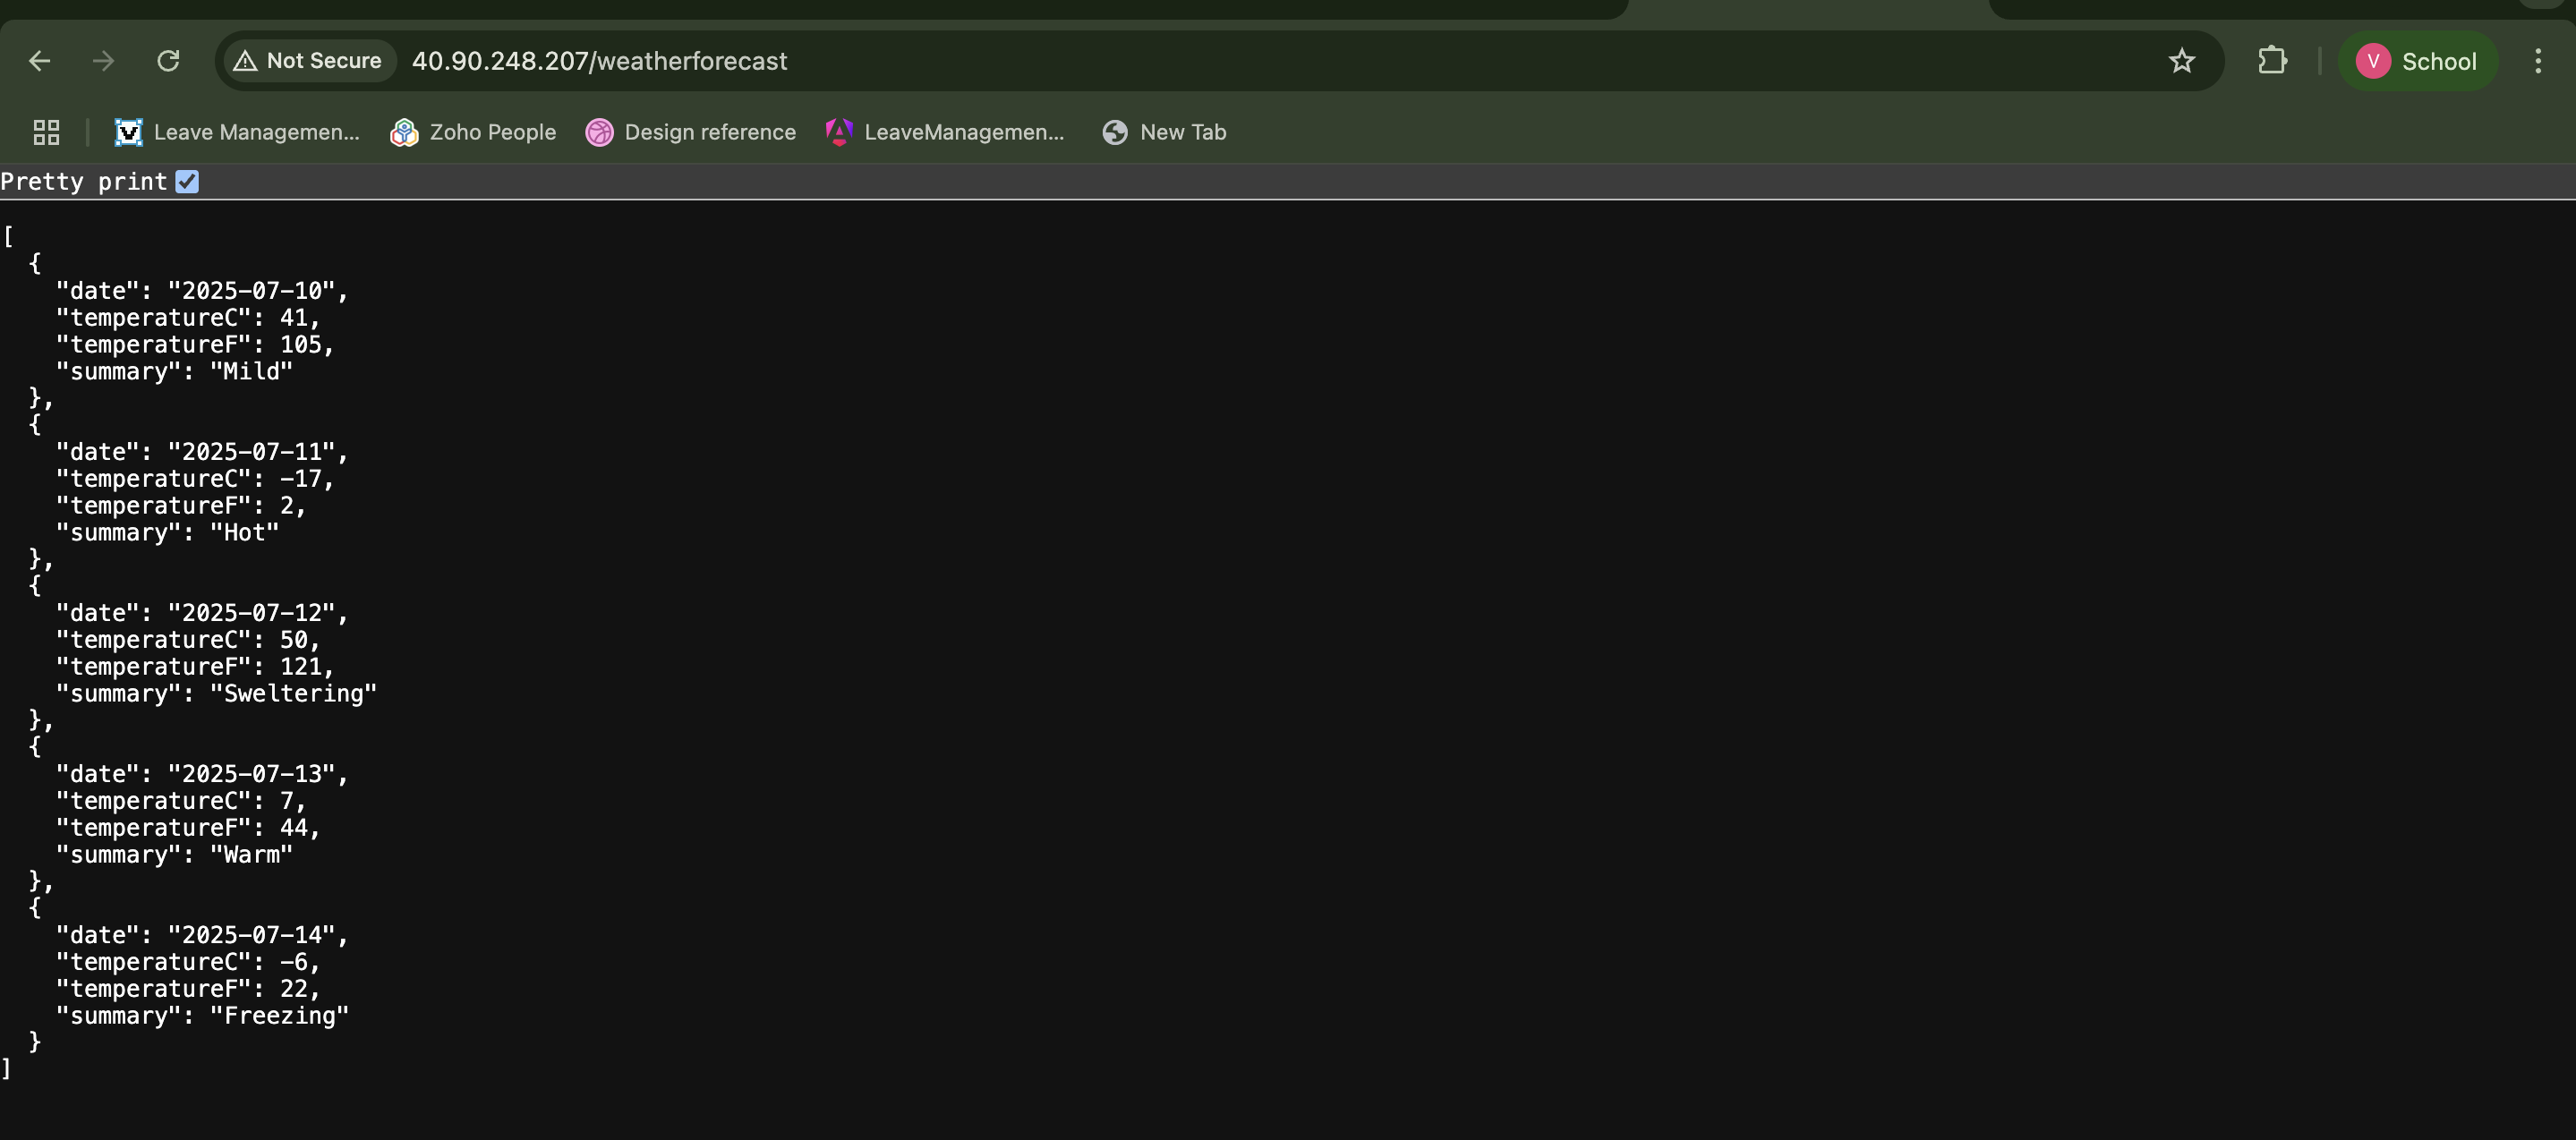 Not Secure 40.90.248.207/weatherforecast V School
Leave Managemen... Zoho People Design reference LeaveManagemen... New Tab
Pretty print
[
  {
    "date": "2025-07-10",
    "temperatureC": 41,
    "temperatureF": 105,
    "summary": "Mild"
  },
  {
    "date": "2025-07-11",
    "temperatureC": -17,
    "temperatureF": 2,
    "summary": "Hot"
  },
  {
    "date": "2025-07-12",
    "temperatureC": 50,
    "temperatureF": 121,
    "summary": "Sweltering"
  },
  {
    "date": "2025-07-13",
    "temperatureC": 7,
    "temperatureF": 44,
    "summary": "Warm"
  },
  {
    "date": "2025-07-14",
    "temperatureC": -6,
    "temperatureF": 22,
    "summary": "Freezing"
  }
]